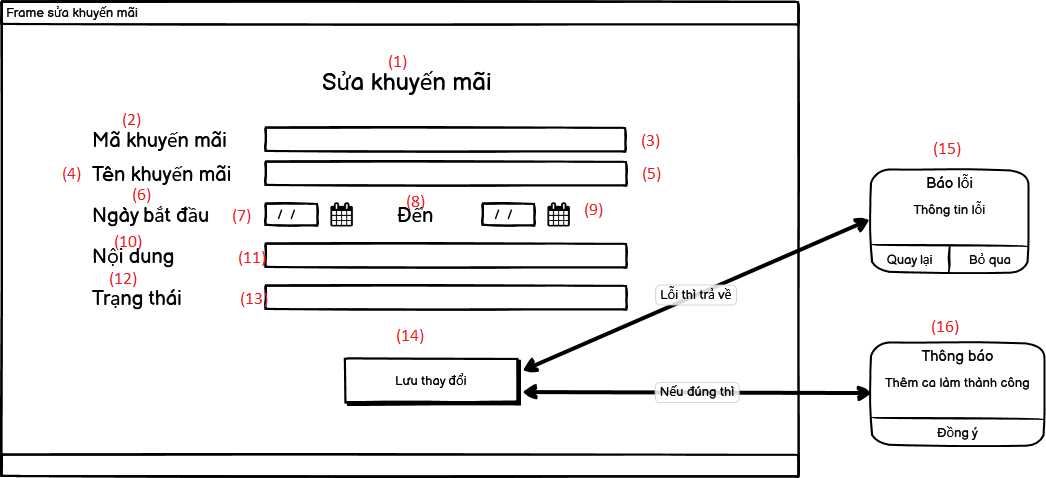 Frame sửa khuyến mãi
(1)
Sửa khuyến mãi
(2)
Mã khuyến mãi
(3)
(4) Tên khuyến mãi
(5)
(6)
Ngày bắt đầu
(7) / /
(8)
Đến
/ / (9)
(10)
Nội dung
(11)
(12)
Trạng thái
(13)
(14)
Lưu thay đổi
Lỗi thì trả về
Nếu đúng thì
(15)
Báo lỗi
Thông tin lỗi
Quay lại Bỏ qua
(16)
Thông báo
Thêm ca làm thành công
Đồng ý